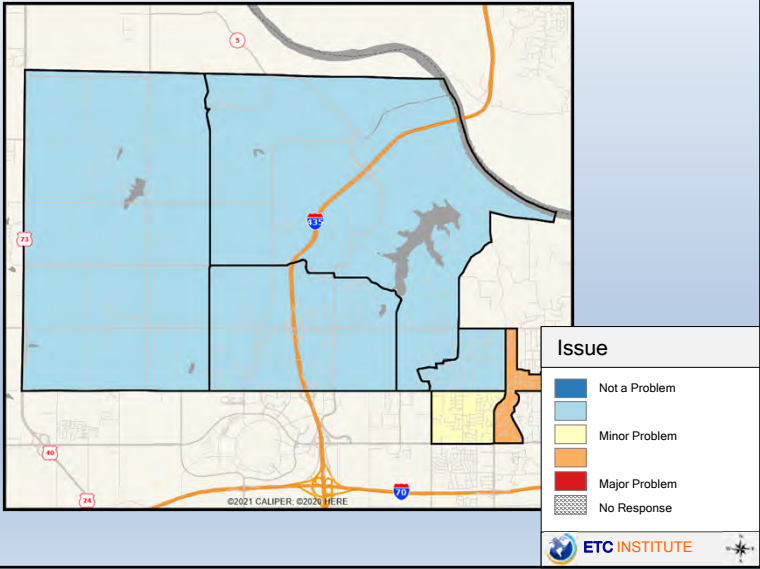 5
435
73
40
24
70
©2021 CALIPER; ©2020 HERE
Issue
Not a Problem
Minor Problem
Major Problem
No Response
ETC INSTITUTE